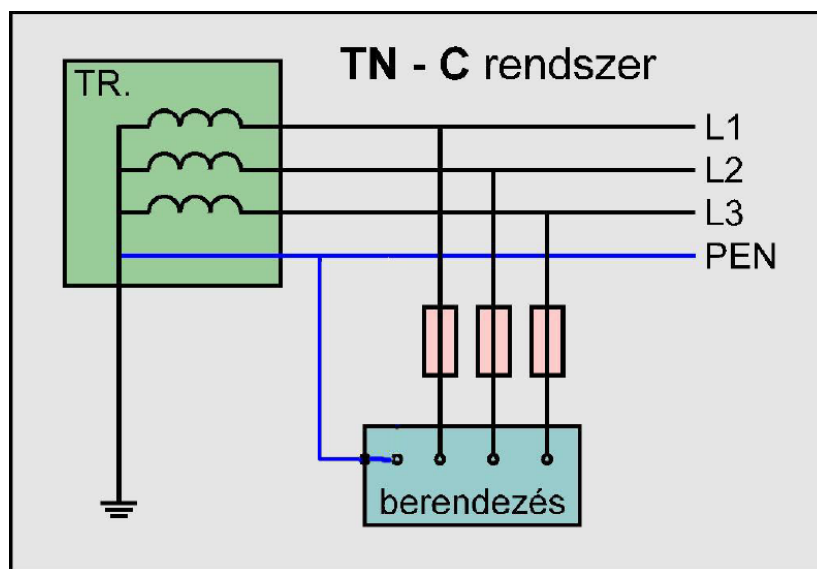 TN - C rendszer
TR.
L1
L2
L3
PEN
berendezés